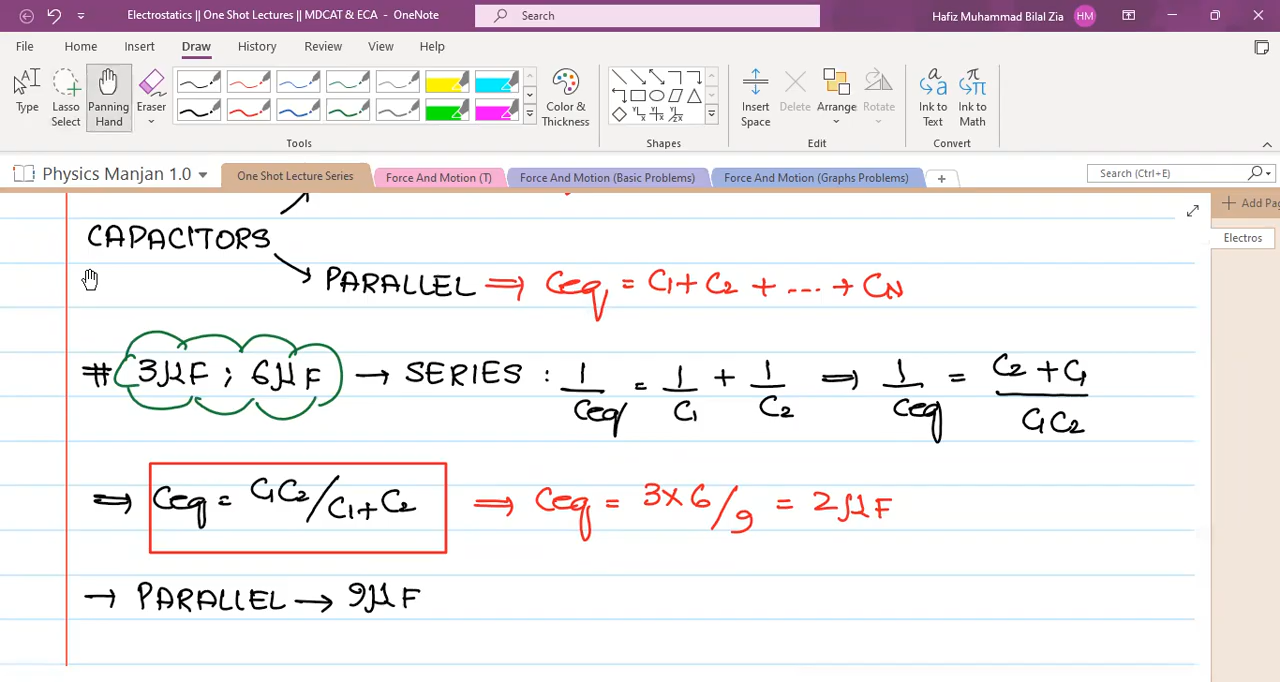 Electrostatics || One Shot Lectures || MDCAT & ECA - OneNote
Search
Hafiz Muhammad Bilal Zia HM
File Home Insert Draw History Review View Help
Type Lasso Select Panning Hand Eraser Color & Thickness Insert Space Delete Arrange Rotate Ink to Text Ink to Math
Tools Shapes Edit Convert
Physics Manjan 1.0 One Shot Lecture Series Force And Motion (T) Force And Motion (Basic Problems) Force And Motion (Graphs Problems) + Search (Ctrl+E)
+ Add Pag
Electros
CAPACITORS
PARALLEL ⇒ Ceq = C1 + C2 + ... + CN
# 3μF ; 6μF → SERIES : 1/Ceq = 1/C1 + 1/C2 ⇒ 1/Ceq = C2 + C1 / C1C2
⇒ Ceq = C1C2/C1+C2 ⇒ Ceq = 3×6/9 = 2μF
→ PARALLEL → 9μF